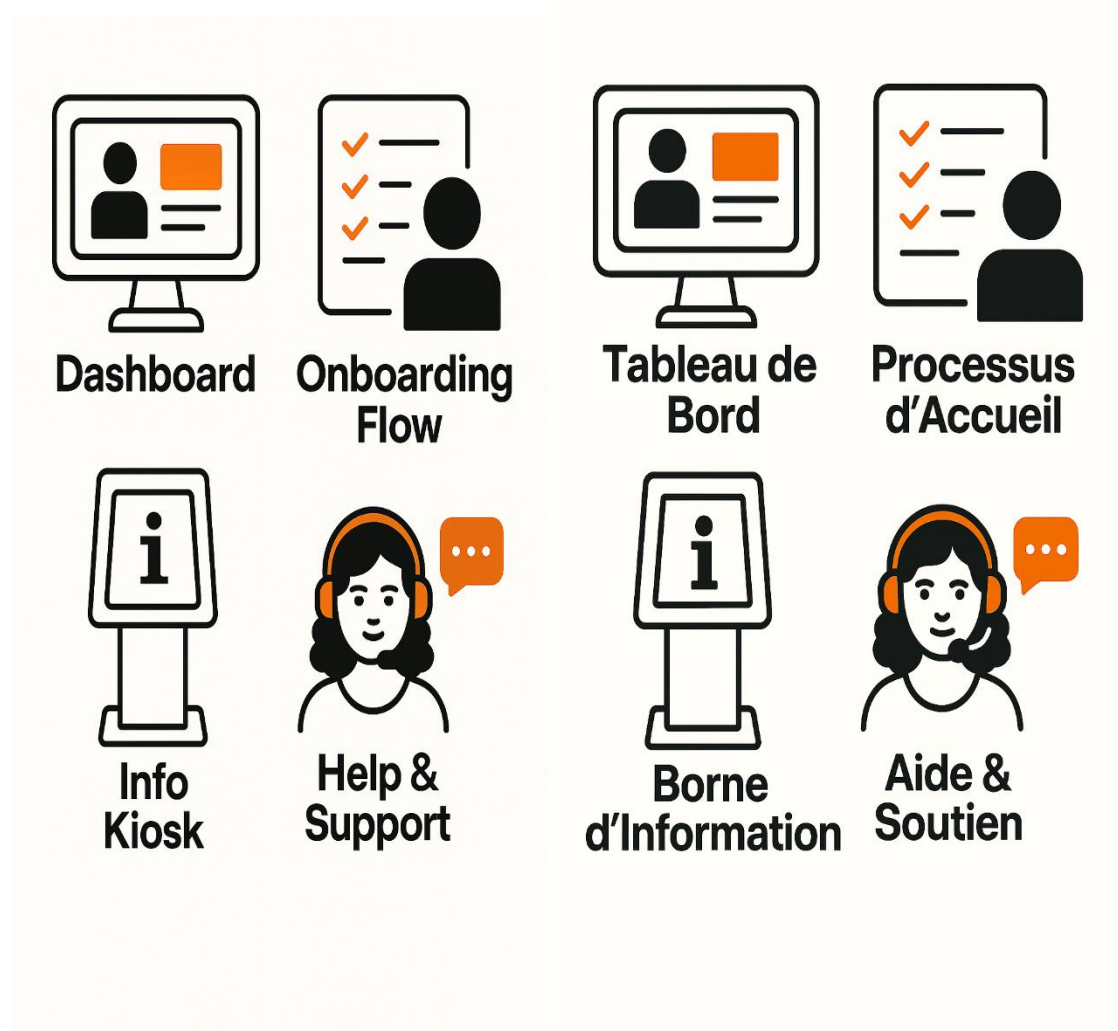 Dashboard
Onboarding
Flow
Tableau de
Bord
Processus
d'Accueil
i
i
Info
Kiosk
Help &
Support
Borne
d'Information
Aide &
Soutien